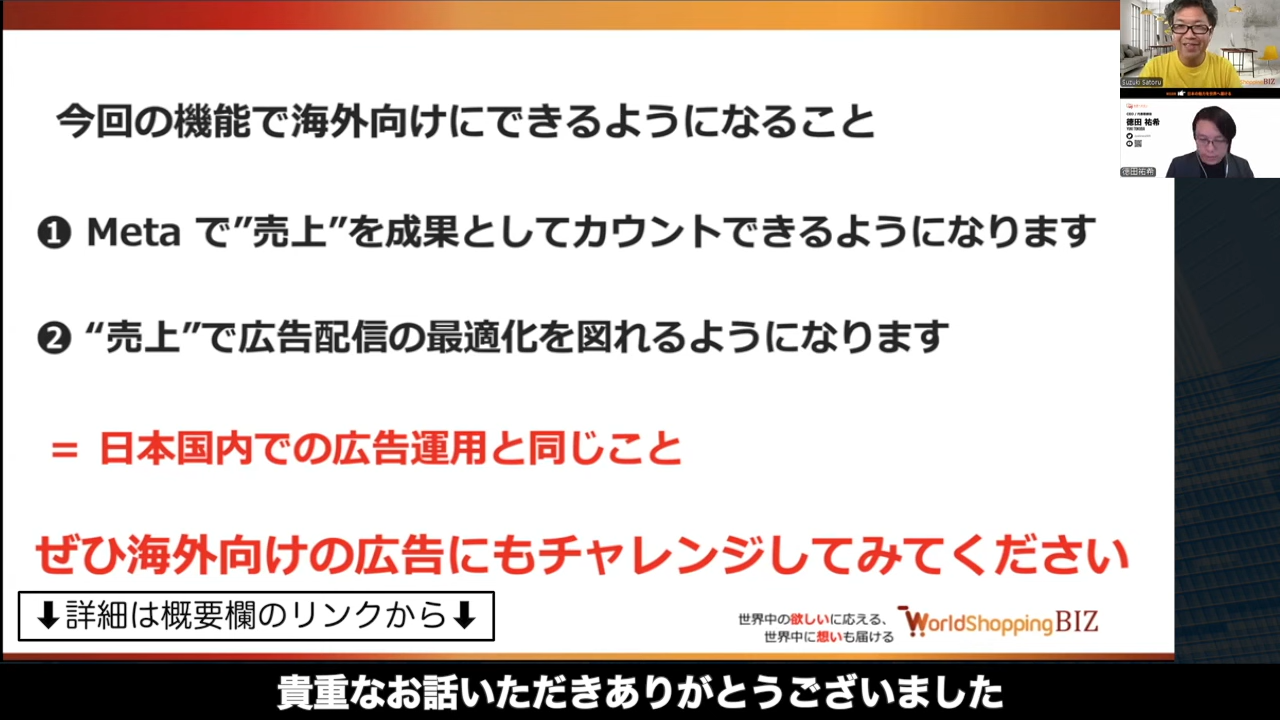 今回の機能で海外向けにできるようになること
❶ Meta で”売上”を成果としてカウントできるようになります
❷ “売上”で広告配信の最適化を図れるようになります
= 日本国内での広告運用と同じこと
ぜひ海外向けの広告にもチャレンジしてみてください
⬇詳細は概要欄のリンクから⬇
世界中の欲しいに応える、
世界中に想いも届ける
WorldShoppingBIZ
Suzuki Satoru
BIZ
徳田 祐希
徳田祐希
貴重なお話いただきありがとうございました